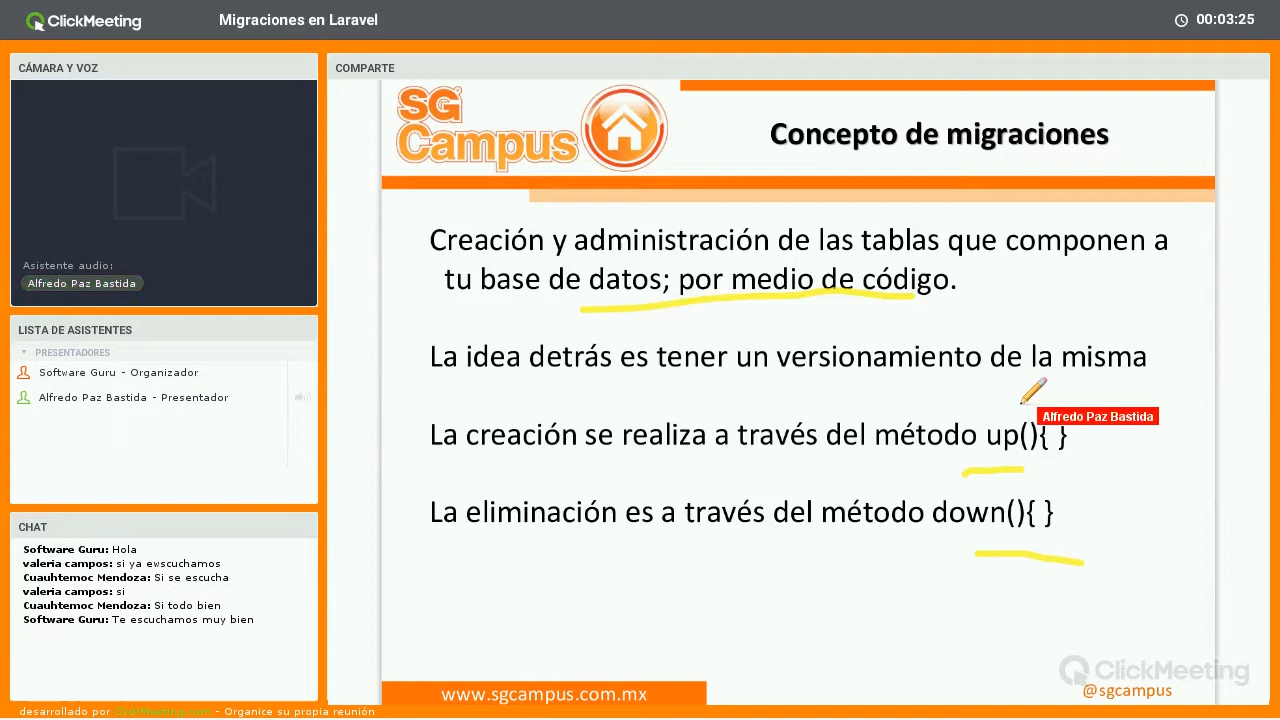 ClickMeeting
Migraciones en Laravel
00:03:25
CÁMARA Y VOZ
Asistente audio:
Alfredo Paz Bastida
LISTA DE ASISTENTES
PRESENTADORES
Software Guru - Organizador
Alfredo Paz Bastida - Presentador
CHAT
Software Guru: Hola
valeria campos: si ya ewscuchamos
Cuauhtemoc Mendoza: Si se escucha
valeria campos: si
Cuauhtemoc Mendoza: Si todo bien
Software Guru: Te escuchamos muy bien
COMPARTE
SG
Campus
Concepto de migraciones
Creación y administración de las tablas que componen a
tu base de datos; por medio de código.
La idea detrás es tener un versionamiento de la misma
Alfredo Paz Bastida
La creación se realiza a través del método up(){ }
La eliminación es a través del método down(){ }
ClickMeeting
www.sgcampus.com.mx
@sgcampus
desarrollado por ClickMeeting.com - Organice su propia reunión